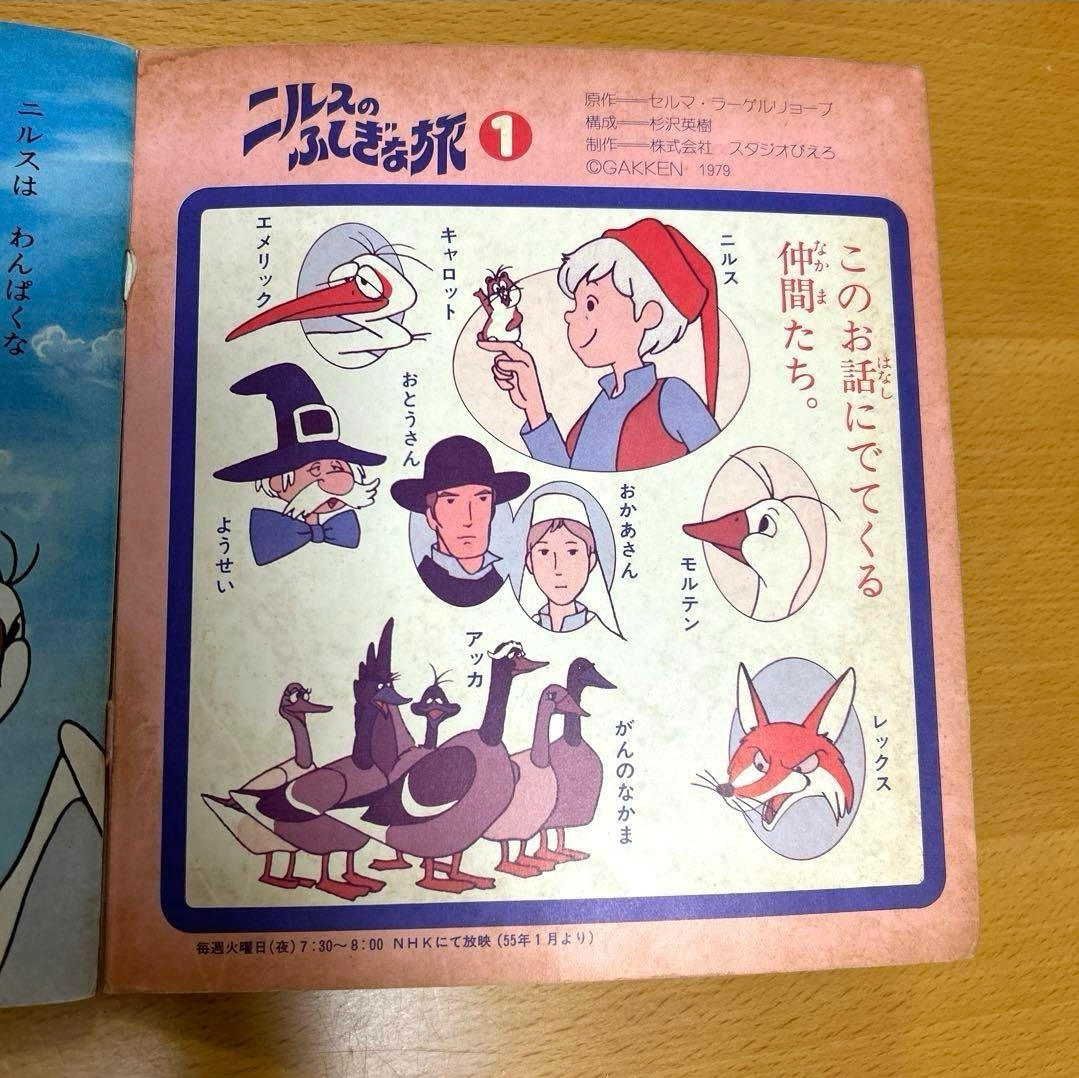 ニルスは　わんぱくな
ニルスの
ふしぎな旅 1
原作──セルマ・ラーゲルリョーブ
構成──杉沢英樹
制作──株式会社　スタジオぴえろ
©GAKKEN 1979
このお話にでてくる
はなし
仲間たち。
なかま
ニルス
キャロット
エメリック
おとうさん
おかあさん
ようせい
モルテン
アッカ
がんのなかま
レックス
毎週火曜日(夜)7:30〜8:00 NHKにて放映(55年1月より)